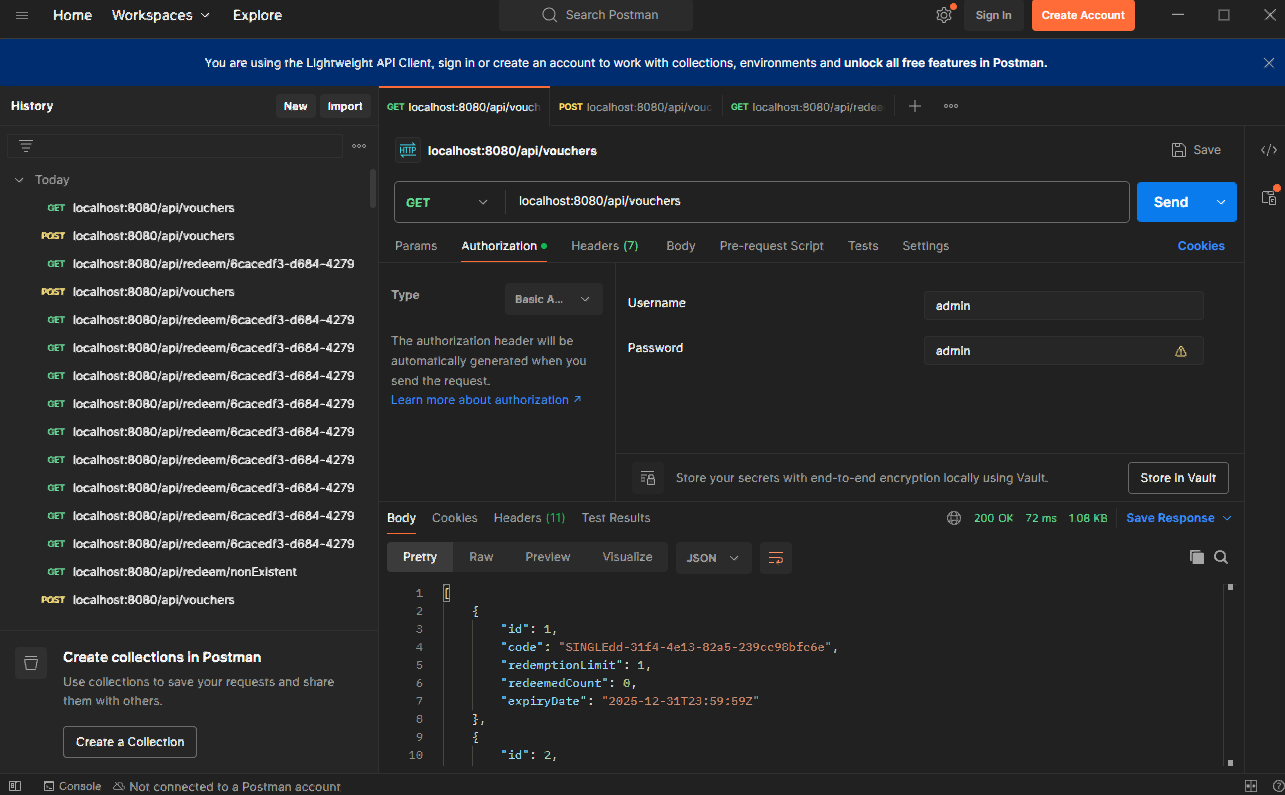 Home Workspaces Explore Search Postman Sign In Create Account
You are using the Lighrweight API Client, sign in or create an account to work with collections, environments and unlock all free features in Postman.
History New Import
Today
GET localhost:8080/api/vouchers
POST localhost:8080/api/vouchers
GET localhost:8080/api/redeem/6cacedf3-d684-4279
POST localhost:8080/api/vouchers
GET localhost:8080/api/redeem/6cacedf3-d684-4279
GET localhost:8080/api/redeem/6cacedf3-d684-4279
GET localhost:8080/api/redeem/6cacedf3-d684-4279
GET localhost:8080/api/redeem/6cacedf3-d684-4279
GET localhost:8080/api/redeem/6cacedf3-d684-4279
GET localhost:8080/api/redeem/6cacedf3-d684-4279
GET localhost:8080/api/redeem/6cacedf3-d684-4279
GET localhost:8080/api/redeem/6cacedf3-d684-4279
GET localhost:8080/api/redeem/6cacedf3-d684-4279
GET localhost:8080/api/redeem/nonExistent
POST localhost:8080/api/vouchers
Create collections in Postman
Use collections to save your requests and share
them with others.
Create a Collection
GET localhost:8080/api/vouch POST localhost:8080/api/vouc GET localhost:8080/api/redee
HTTP localhost:8080/api/vouchers Save
GET localhost:8080/api/vouchers Send
Params Authorization Headers (7) Body Pre-request Script Tests Settings Cookies
Type Basic A...
The authorization header will be
automatically generated when you
send the request.
Learn more about authorization ↗
Username admin
Password admin
Store your secrets with end-to-end encryption locally using Vault. Store in Vault
Body Cookies Headers (11) Test Results 200 OK 72 ms 1.08 KB Save Response
Pretty Raw Preview Visualize JSON
1 [
2 {
3 "id": 1,
4 "code": "SINGLEdd-31f4-4e13-82a5-239cc98bfc6e",
5 "redemptionLimit": 1,
6 "redeemedCount": 0,
7 "expiryDate": "2025-12-31T23:59:59Z"
8 },
9 {
10 "id": 2,
Console Not connected to a Postman account